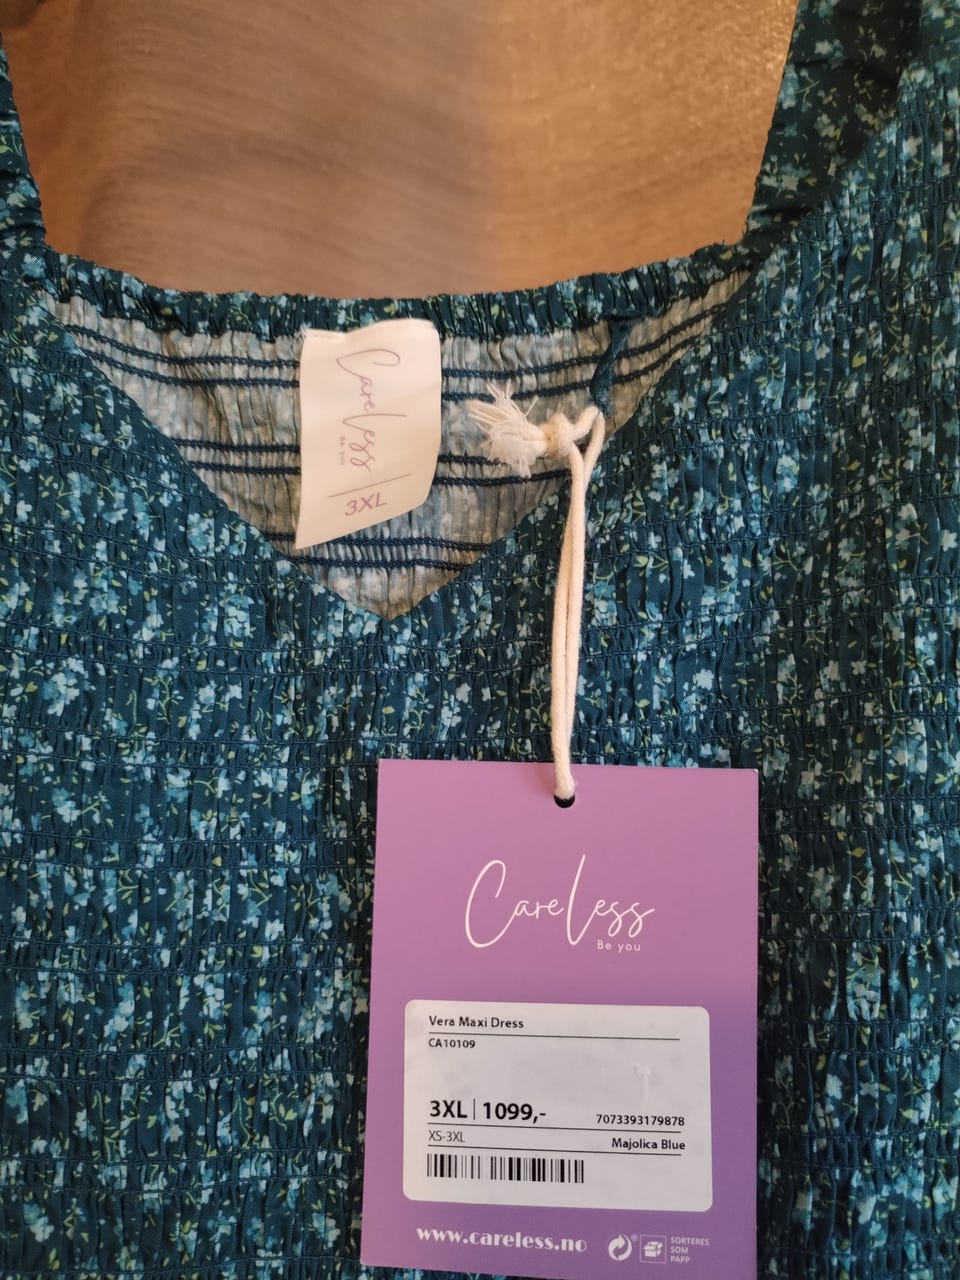 CareLess
Be you
3XL
CareLess
Be you
Vera Maxi Dress
CA10109
3XL | 1099,-
7073393179878
XS-3XL
Majolica Blue
www.careless.no
®
SORTERES
SOM
PAPP